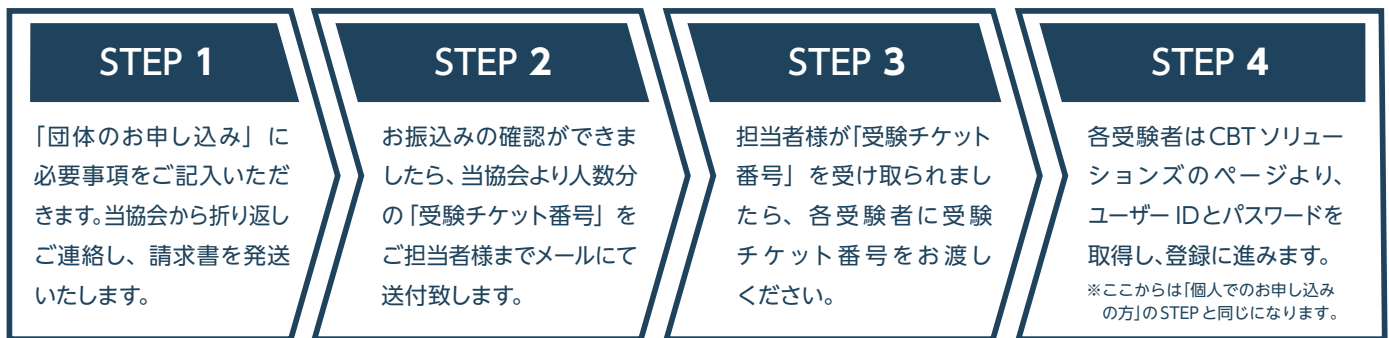 STEP 1
「団体のお申し込み」に
必要事項をご記入いただ
きます。当協会から折り返し
ご連絡し、請求書を発送
いたします。
STEP 2
お振込みの確認ができま
したら、当協会より人数分
の「受験チケット番号」を
ご担当者様までメールにて
送付致します。
STEP 3
担当者様が「受験チケット
番号」を受け取られまし
たら、各受験者に受験
チケット番号をお渡し
ください。
STEP 4
各受験者はCBTソリュー
ションズのページより、
ユーザーIDとパスワードを
取得し、登録に進みます。
※ここからは「個人でのお申し込み
の方」のSTEPと同じになります。